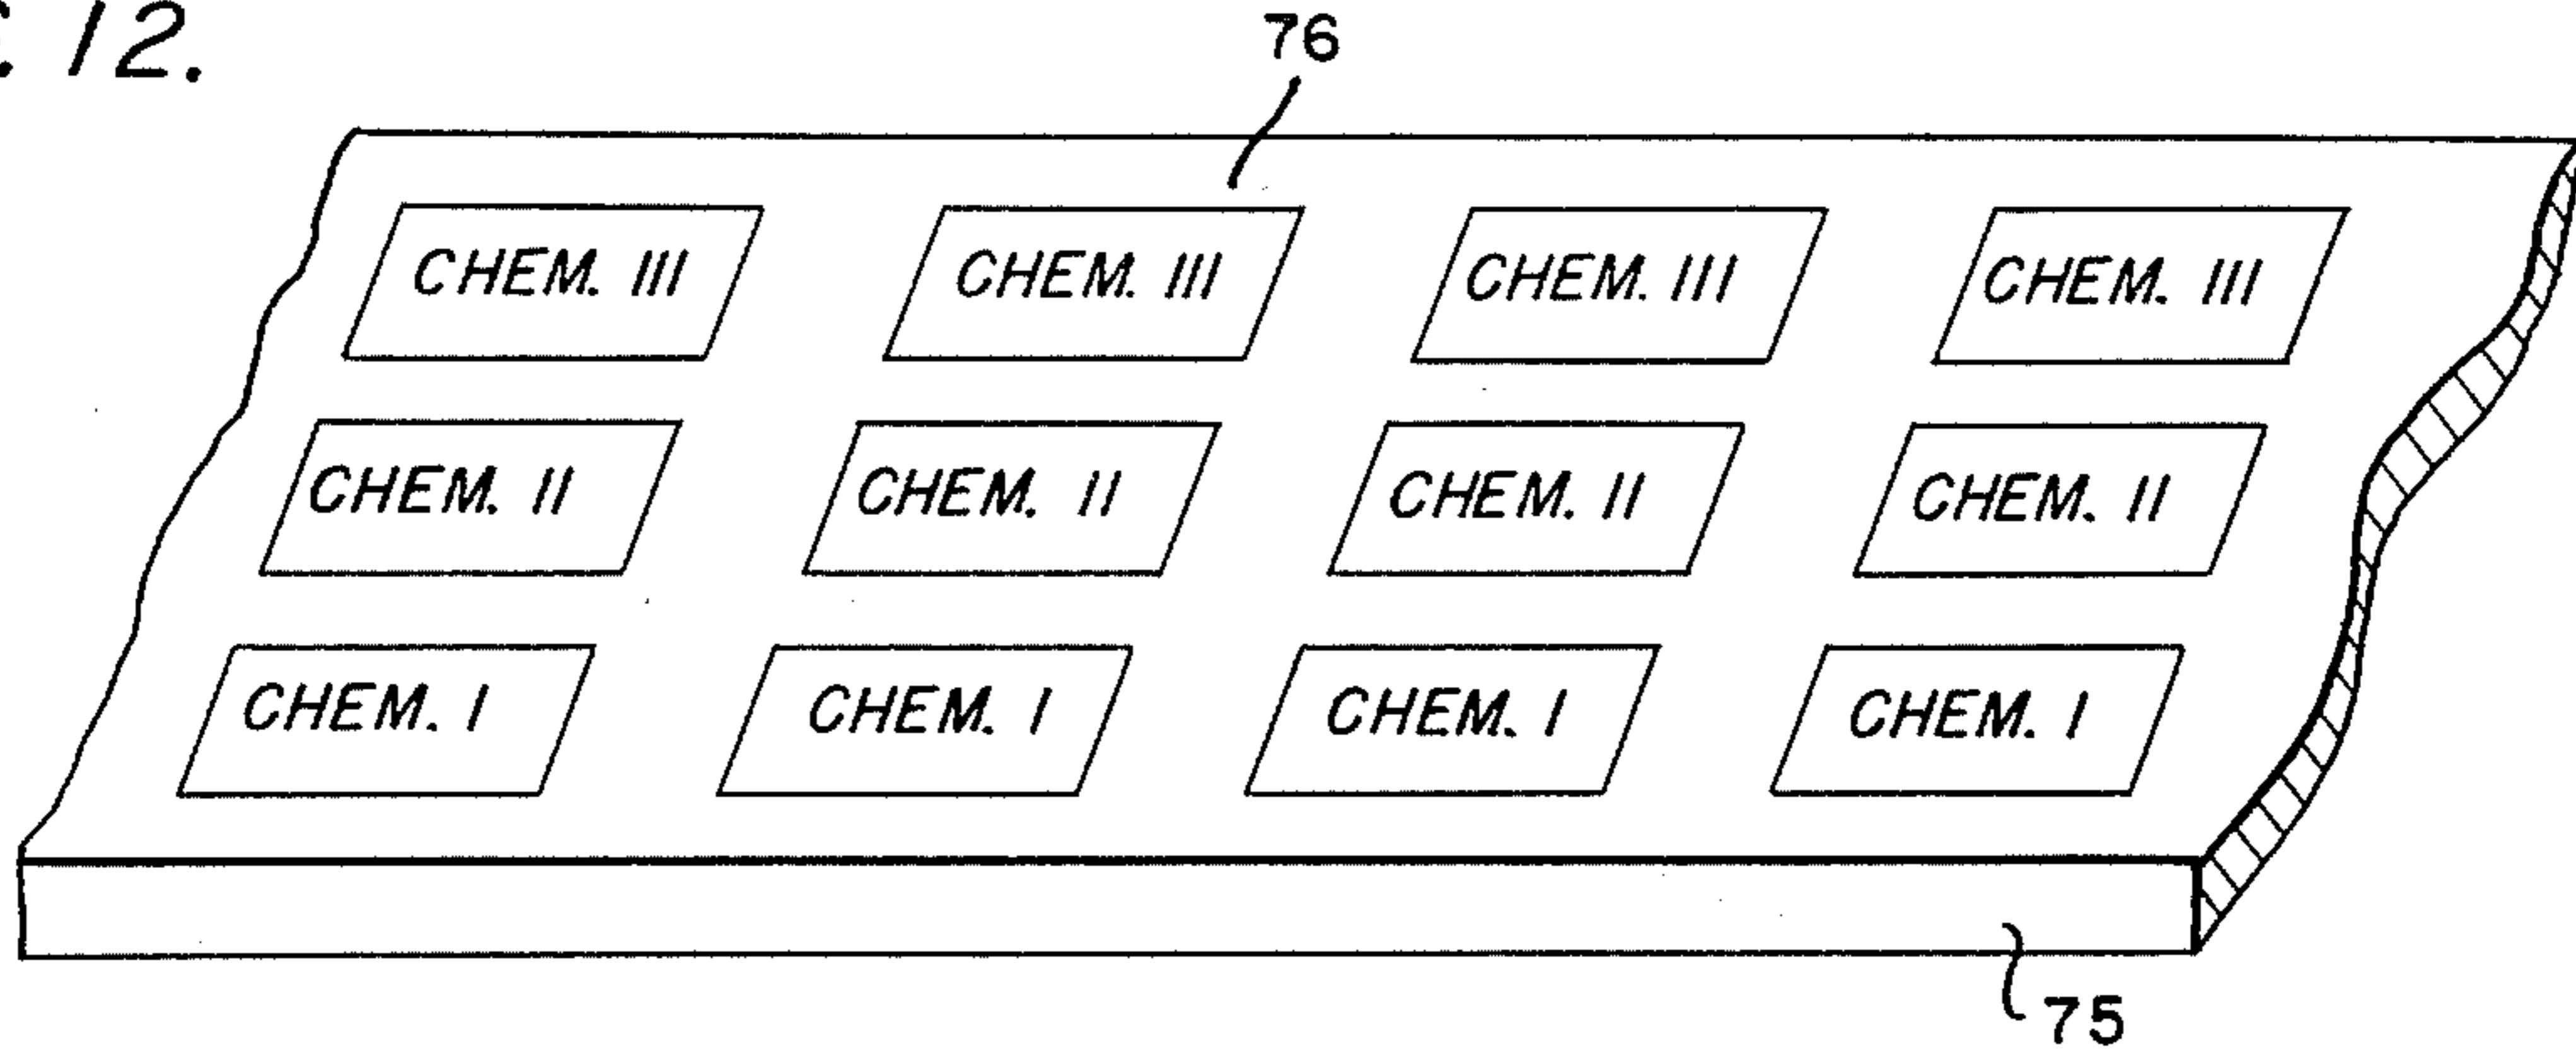 . 12.
76
CHEM. III CHEM. III CHEM. III CHEM. III
CHEM. II CHEM. II CHEM. II CHEM. II
CHEM. I CHEM. I CHEM. I CHEM. I
75